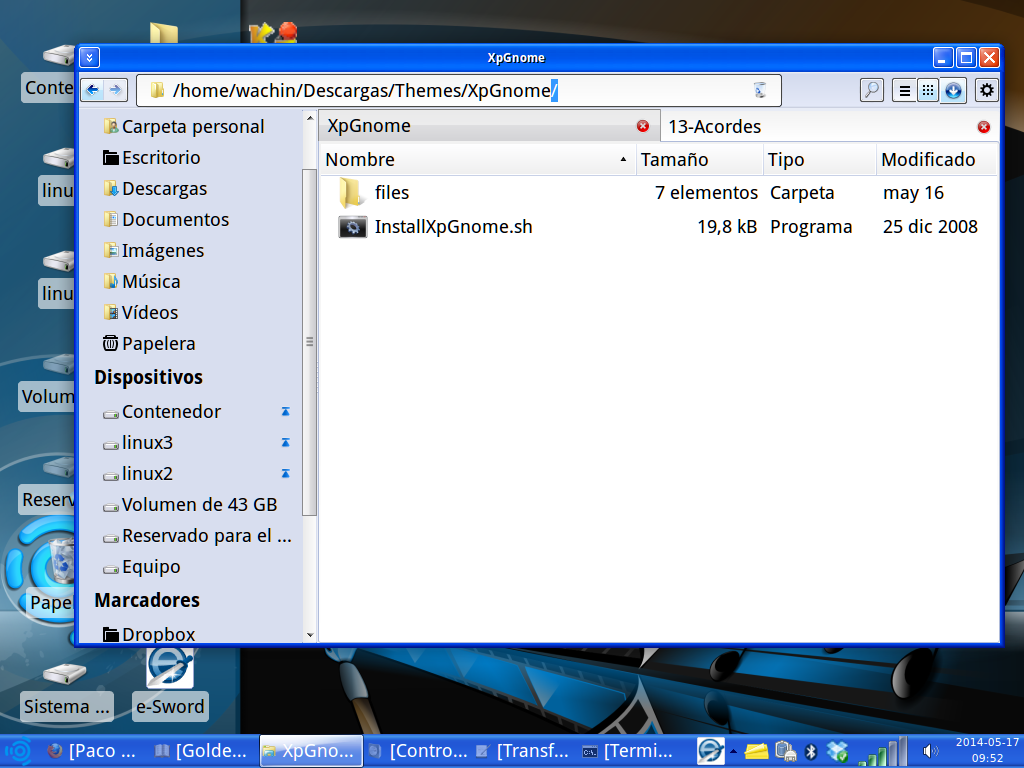 XpGnome
Conte
/home/wachin/Descargas/Themes/XpGnome/
Carpeta personal
Escritorio
Descargas
Documentos
Imágenes
Música
Vídeos
Papelera
Dispositivos
Contenedor
linux3
linux2
Volumen de 43 GB
Reservado para el ...
Equipo
Marcadores
Dropbox
XpGnome
13-Acordes
Nombre Tamaño Tipo Modificado
files 7 elementos Carpeta may 16
InstallXpGnome.sh 19,8 kB Programa 25 dic 2008
linu
linu
Volum
Reserv
Pape
Sistema ...
e-Sword
[Paco ... [Golde... XpGno... [Contro... [Transf... [Termi...
2014-05-17
09:52